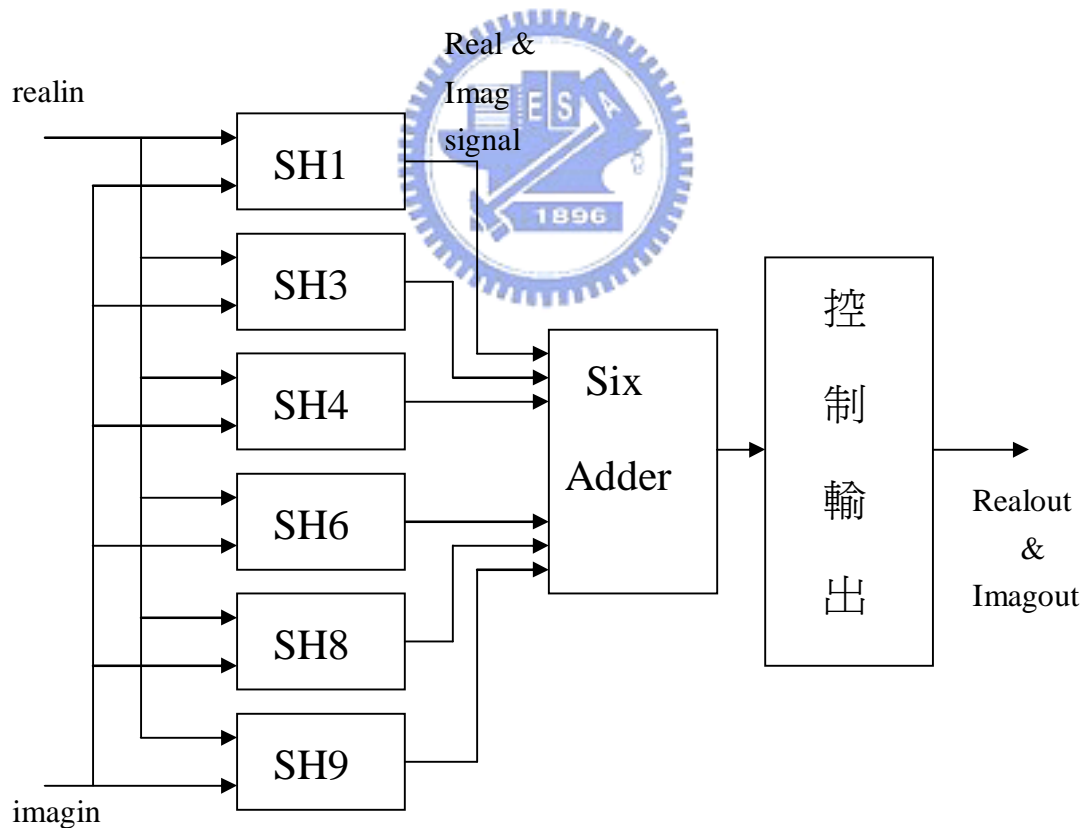 Real &
Imag
signal
realin
SH1
SH3
SH4
SH6
SH8
SH9
imagin
E S A
1896
Six
Adder
控
制
輸
出
Realout
&
Imagout